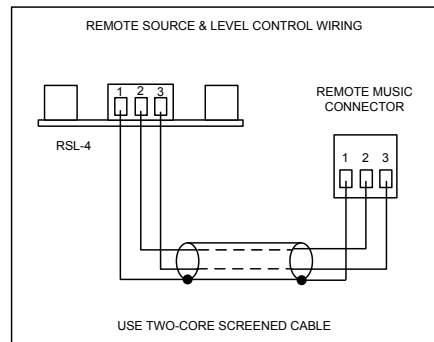 REMOTE SOURCE & LEVEL CONTROL WIRING
1 2 3
RSL-4
REMOTE MUSIC
CONNECTOR
1 2 3
USE TWO-CORE SCREENED CABLE